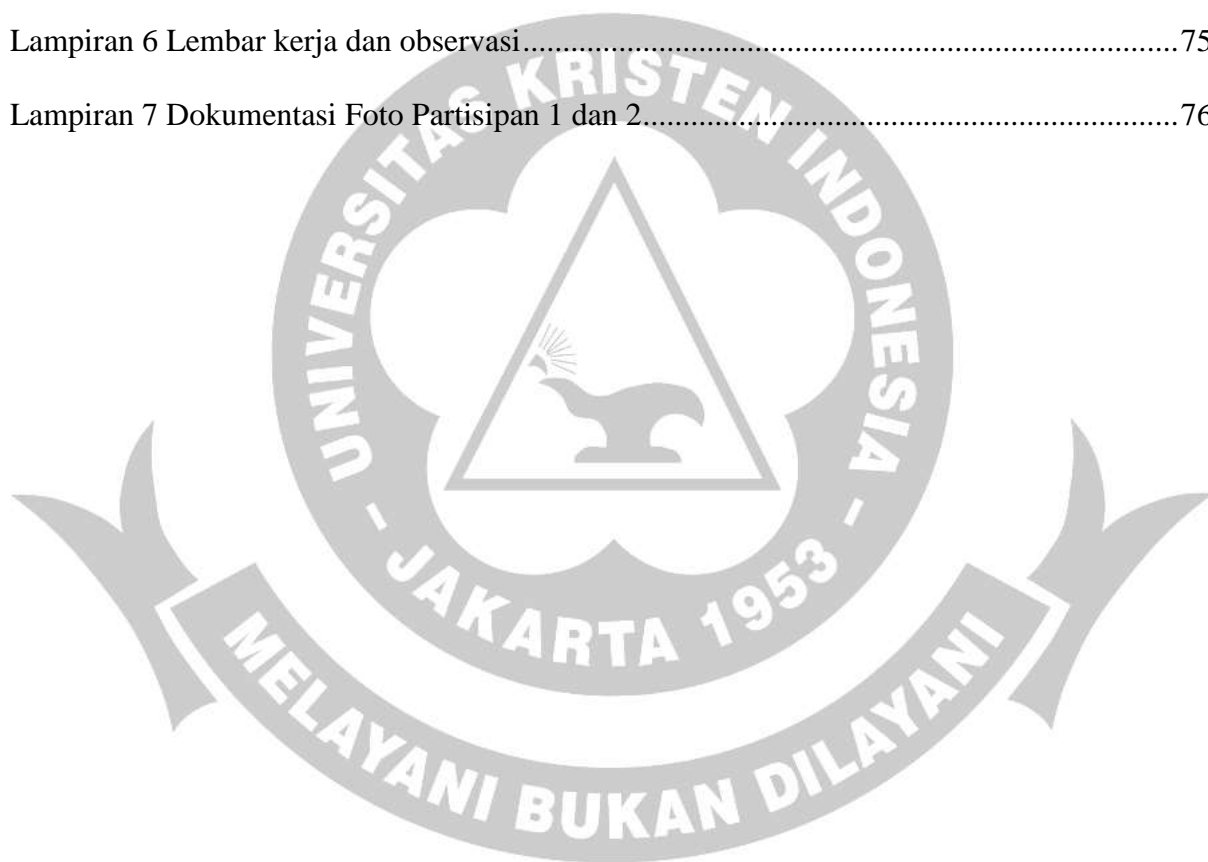 Lampiran 6 Lembar kerja dan observasi....................................................................................75
Lampiran 7 Dokumentasi Foto Partisipan 1 dan 2.....................................................................76
UNIVERSITAS KRISTEN INDONESIA
- JAKARTA 1953 -
MELAYANI BUKAN DILAYANI